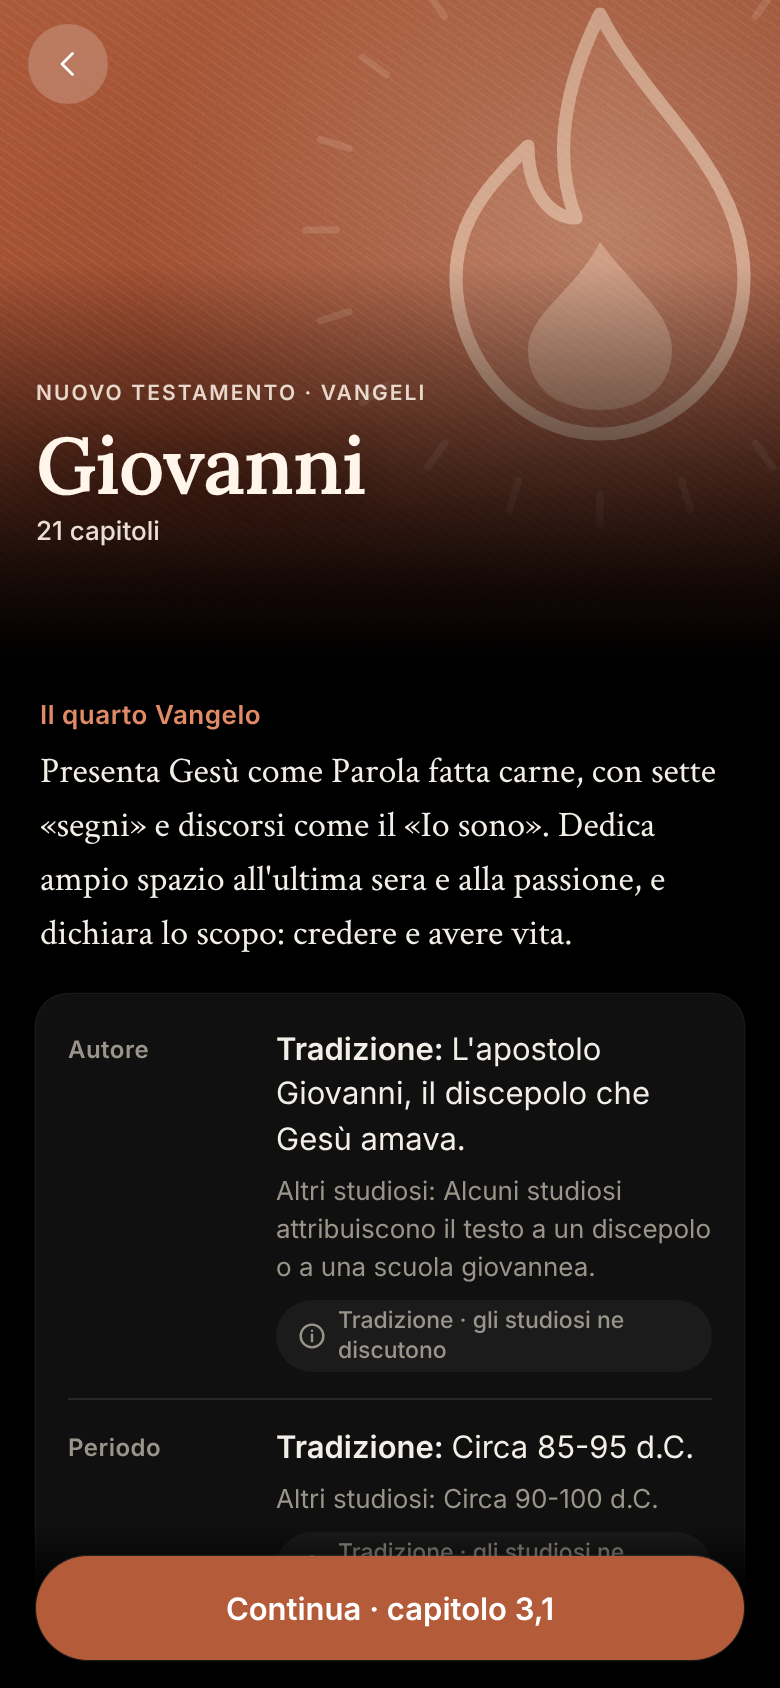 NUOVO TESTAMENTO · VANGELI
Giovanni
21 capitoli
Il quarto Vangelo
Presenta Gesù come Parola fatta carne, con sette
«segni» e discorsi come il «Io sono». Dedica
ampio spazio all'ultima sera e alla passione, e
dichiara lo scopo: credere e avere vita.
Autore
Tradizione: L'apostolo
Giovanni, il discepolo che
Gesù amava.
Altri studiosi: Alcuni studiosi
attribuiscono il testo a un discepolo
o a una scuola giovannea.
Tradizione · gli studiosi ne
discutono
Periodo
Tradizione: Circa 85-95 d.C.
Altri studiosi: Circa 90-100 d.C.
Tradizione · gli studiosi ne
Continua · capitolo 3,1